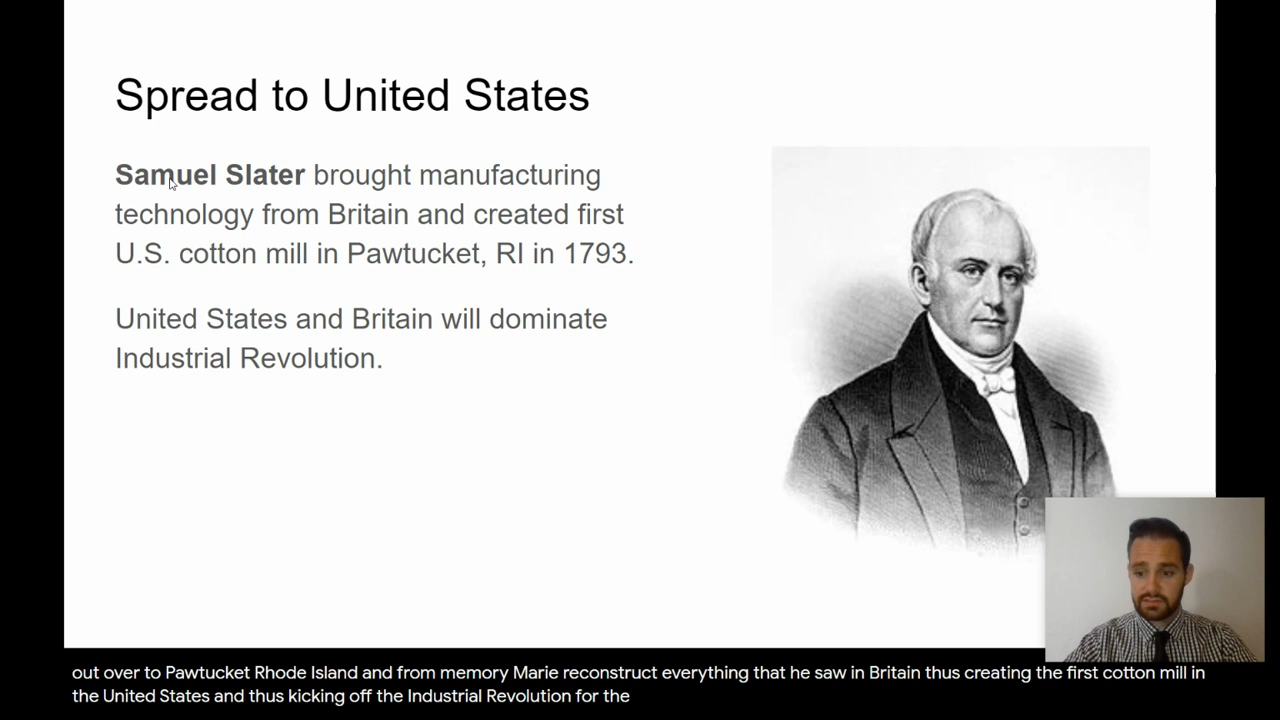 Spread to United States
Samuel Slater brought manufacturing
technology from Britain and created first
U.S. cotton mill in Pawtucket, RI in 1793.
United States and Britain will dominate
Industrial Revolution.
out over to Pawtucket Rhode Island and from memory Marie reconstruct everything that he saw in Britain thus creating the first cotton mill in
the United States and thus kicking off the Industrial Revolution for the